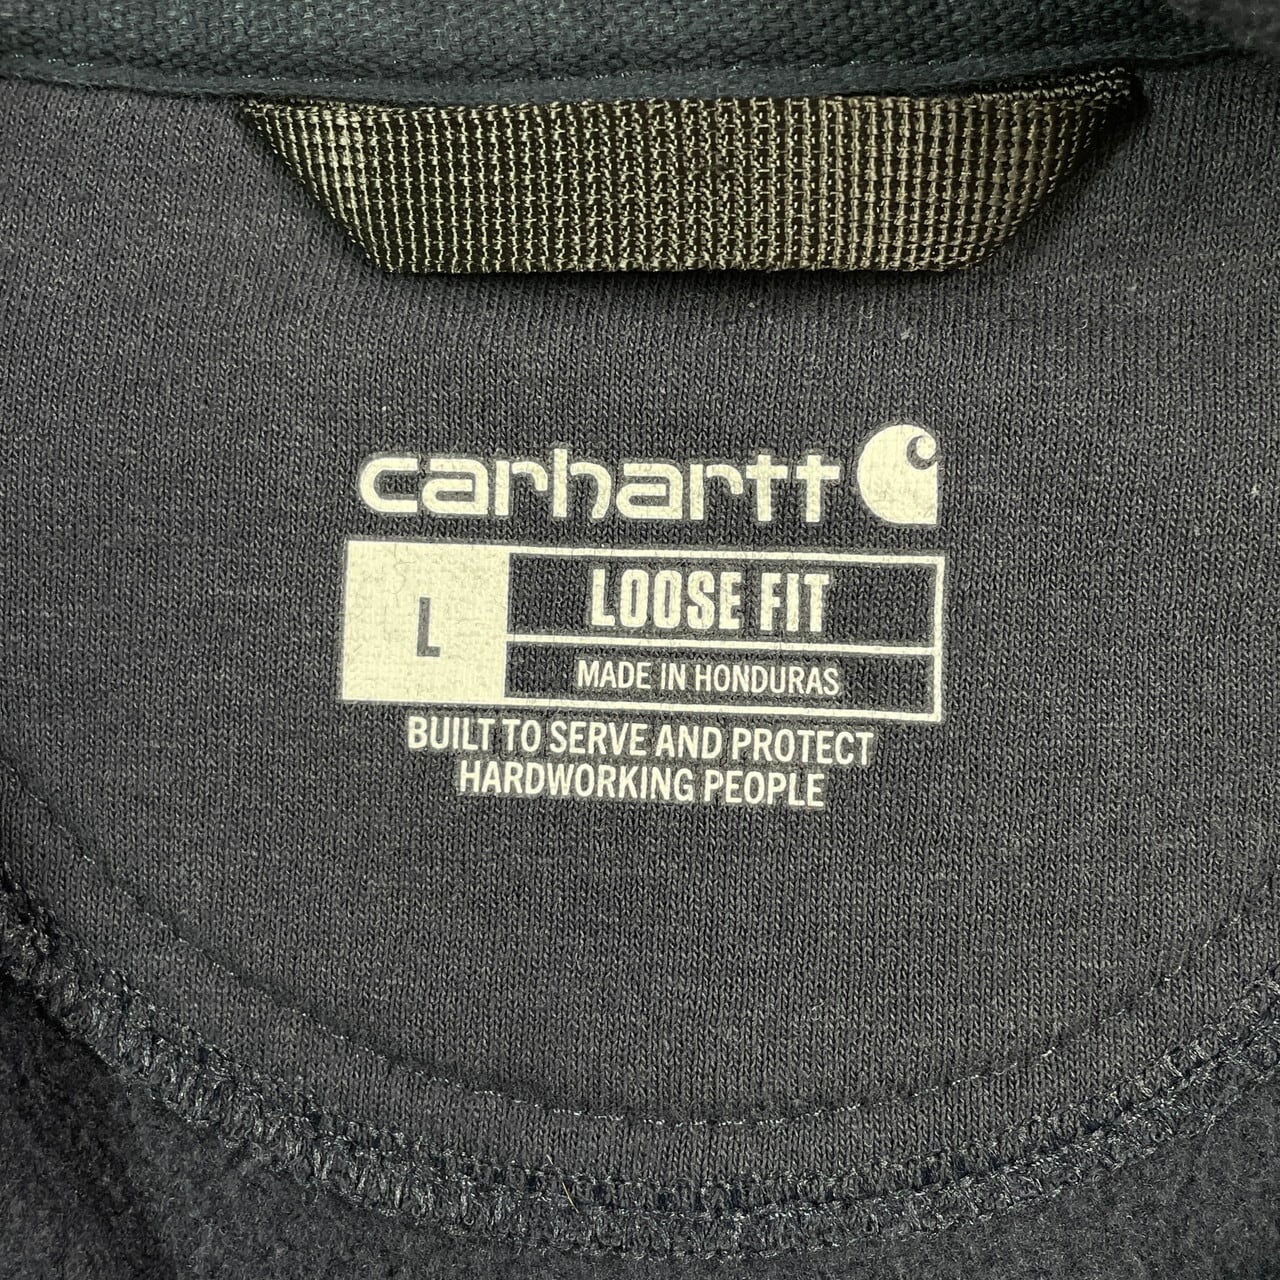 carhartt
L
LOOSE FIT
MADE IN HONDURAS
BUILT TO SERVE AND PROTECT
HARDWORKING PEOPLE